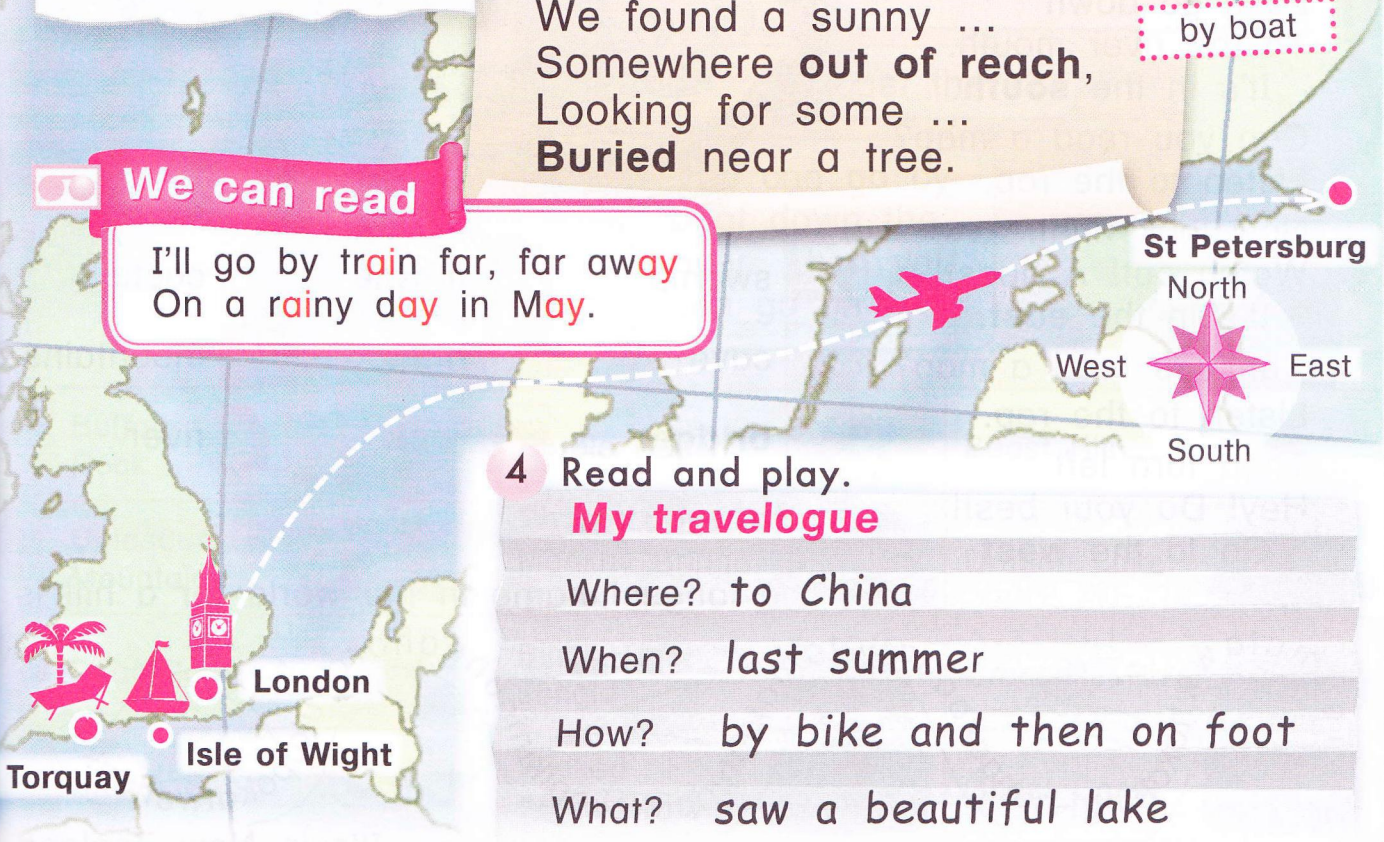 We found a sunny ...
Somewhere out of reach,
Looking for some ...
Buried near a tree.
by boat
We can read
I'll go by train far, far away
On a rainy day in May.
St Petersburg
North
West
East
South
London
Isle of Wight
Torquay
4 Read and play.
My travelogue
Where? to China
When? last summer
How? by bike and then on foot
What? saw a beautiful lake